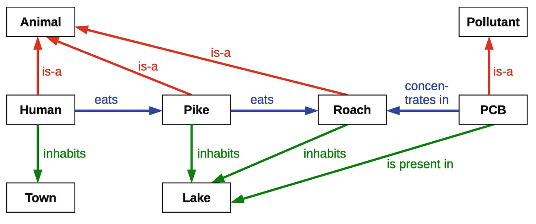 Animal
Pollutant
is-a
is-a
is-a
is-a
concen-
trates in
Human
eats
Pike
eats
Roach
PCB
inhabits
inhabits
inhabits
is present in
Town
Lake